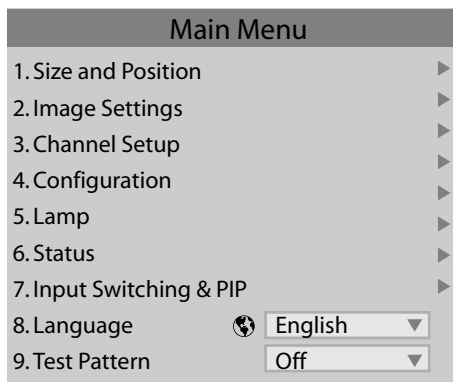 Main Menu
1. Size and Position
2. Image Settings
3. Channel Setup
4. Configuration
5. Lamp
6. Status
7. Input Switching & PIP
8. Language English
9. Test Pattern Off